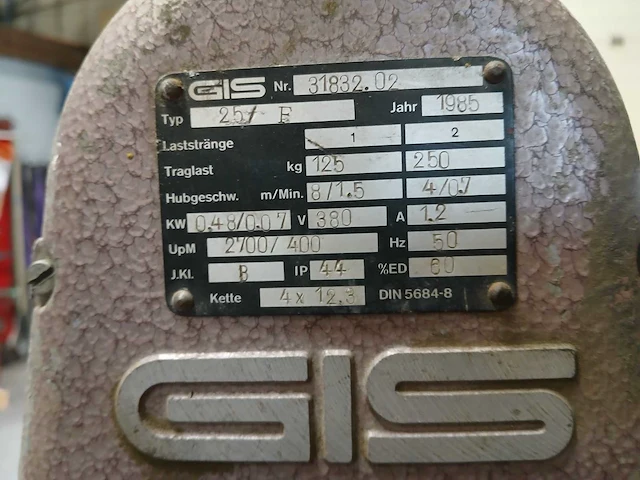 GIS Nr. 31832.02
Typ 25/ E Jahr 1985
Laststränge 1 2
Traglast kg 125 250
Hubgeschw. m/Min. 8/1.5 4/0.7
KW 0.48/0.07 V 380 A 1.2
UpM 2700/400 Hz 50
J.Kl. B IP 44 %ED 60
Kette 4 x 12.3 DIN 5684-8
GIS